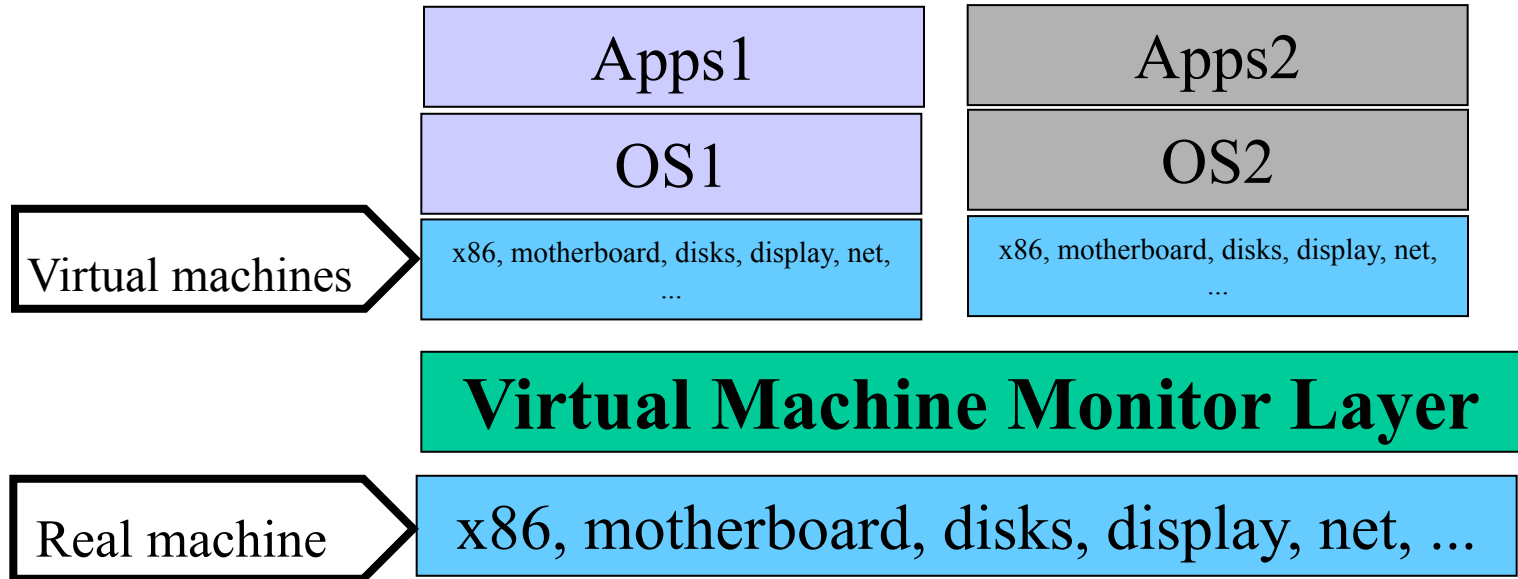 Apps1
Apps2
OS1
OS2
Virtual machines
x86, motherboard, disks, display, net,
...
x86, motherboard, disks, display, net,
...
Virtual Machine Monitor Layer
Real machine
x86, motherboard, disks, display, net, ...